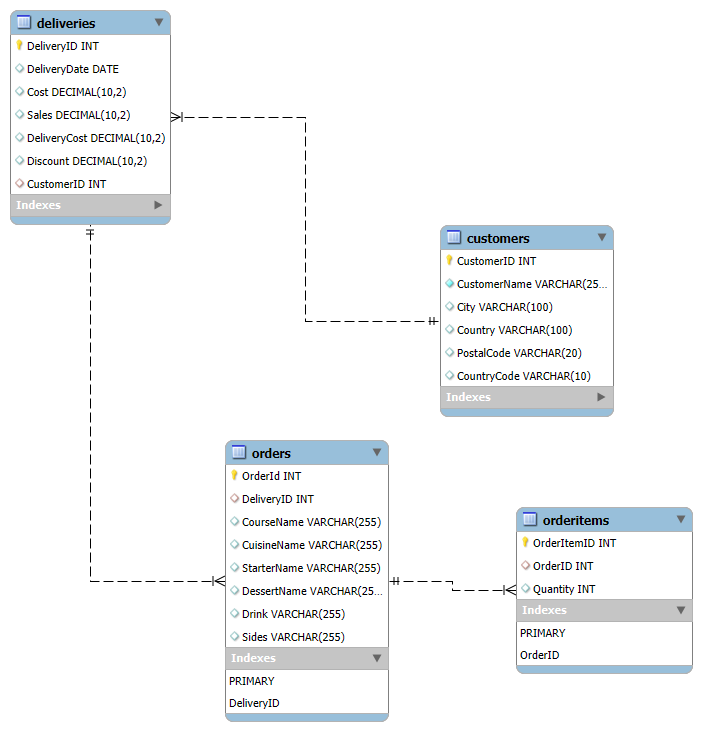 deliveries
DeliveryID INT
DeliveryDate DATE
Cost DECIMAL(10,2)
Sales DECIMAL(10,2)
DeliveryCost DECIMAL(10,2)
Discount DECIMAL(10,2)
CustomerID INT
Indexes
customers
CustomerID INT
CustomerName VARCHAR(25...
City VARCHAR(100)
Country VARCHAR(100)
PostalCode VARCHAR(20)
CountryCode VARCHAR(10)
Indexes
orders
OrderId INT
DeliveryID INT
CourseName VARCHAR(255)
CuisineName VARCHAR(255)
StarterName VARCHAR(255)
DessertName VARCHAR(25...
Drink VARCHAR(255)
Sides VARCHAR(255)
Indexes
PRIMARY
DeliveryID
orderitems
OrderItemID INT
OrderID INT
Quantity INT
Indexes
PRIMARY
OrderID